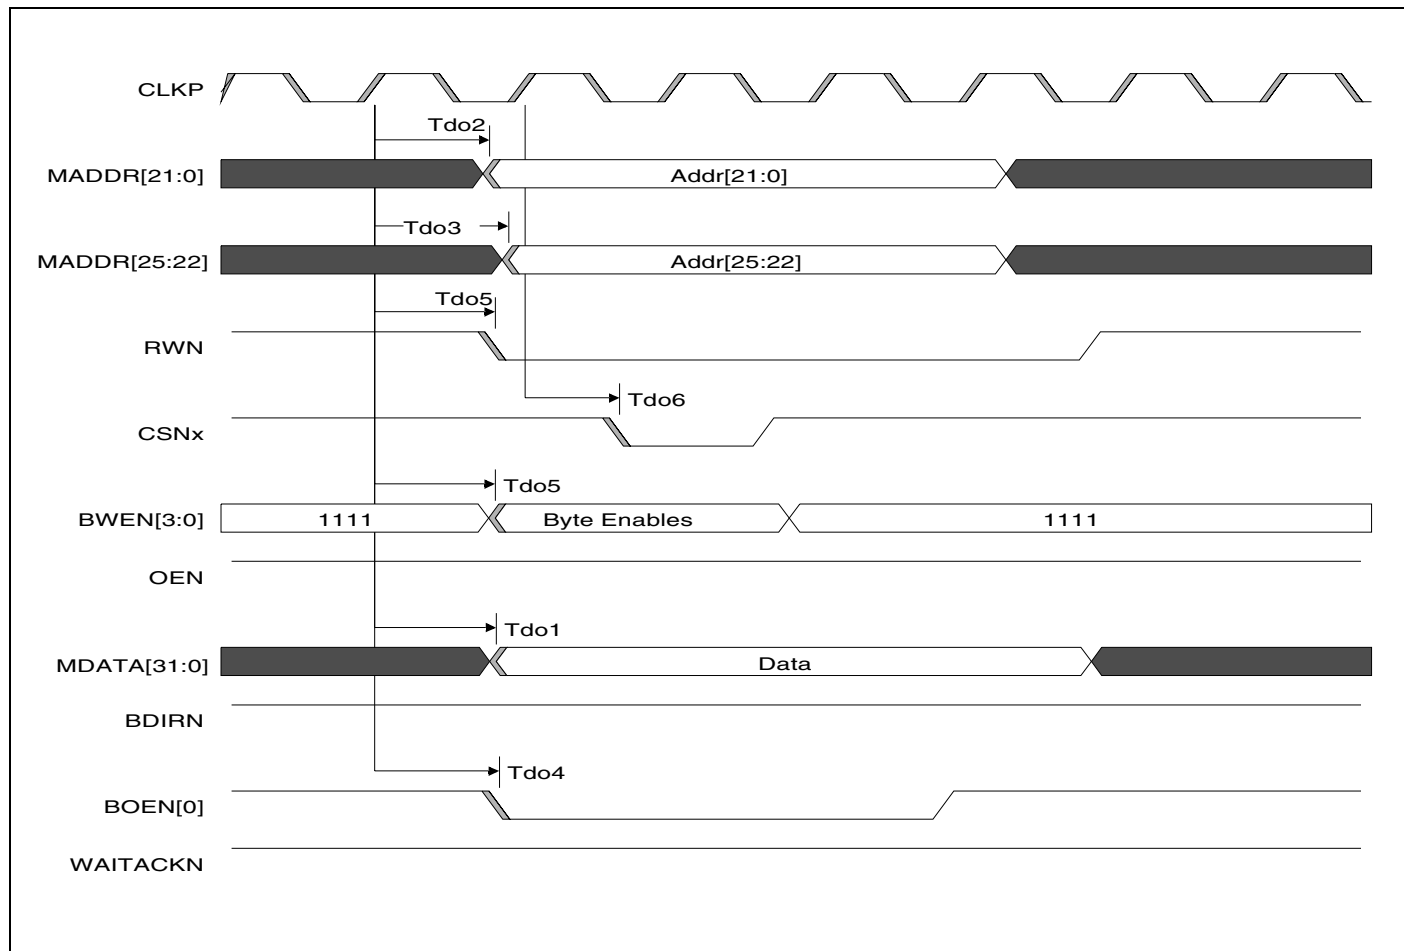 CLKP
Tdo2
MADDR[21:0] Addr[21:0]
Tdo3
MADDR[25:22] Addr[25:22]
Tdo5
RWN
Tdo6
CSNx
Tdo5
BWEN[3:0] 1111 Byte Enables 1111
OEN
Tdo1
MDATA[31:0] Data
BDIRN
Tdo4
BOEN[0]
WAITACKN